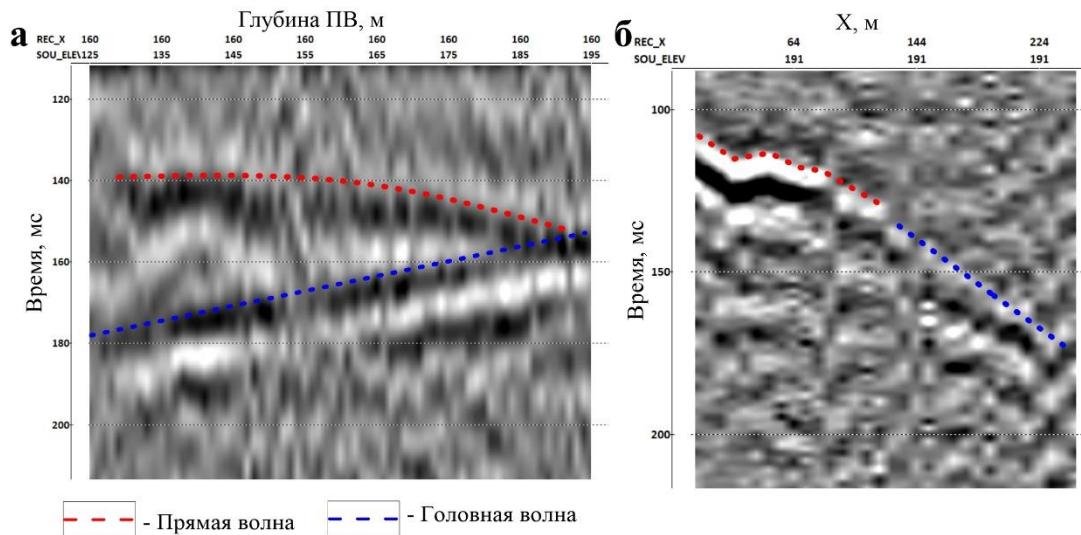 а
Глубина ПВ, м
REC_X 160 160 160 160 160 160 160 160
SOU_ELEV 125 135 145 155 165 175 185 195
Время, мс
120
140
160
180
200
б
X, м
REC_X 64 144 224
SOU_ELEV 191 191 191
Время, мс
100
150
200
- Прямая волна
- Головная волна